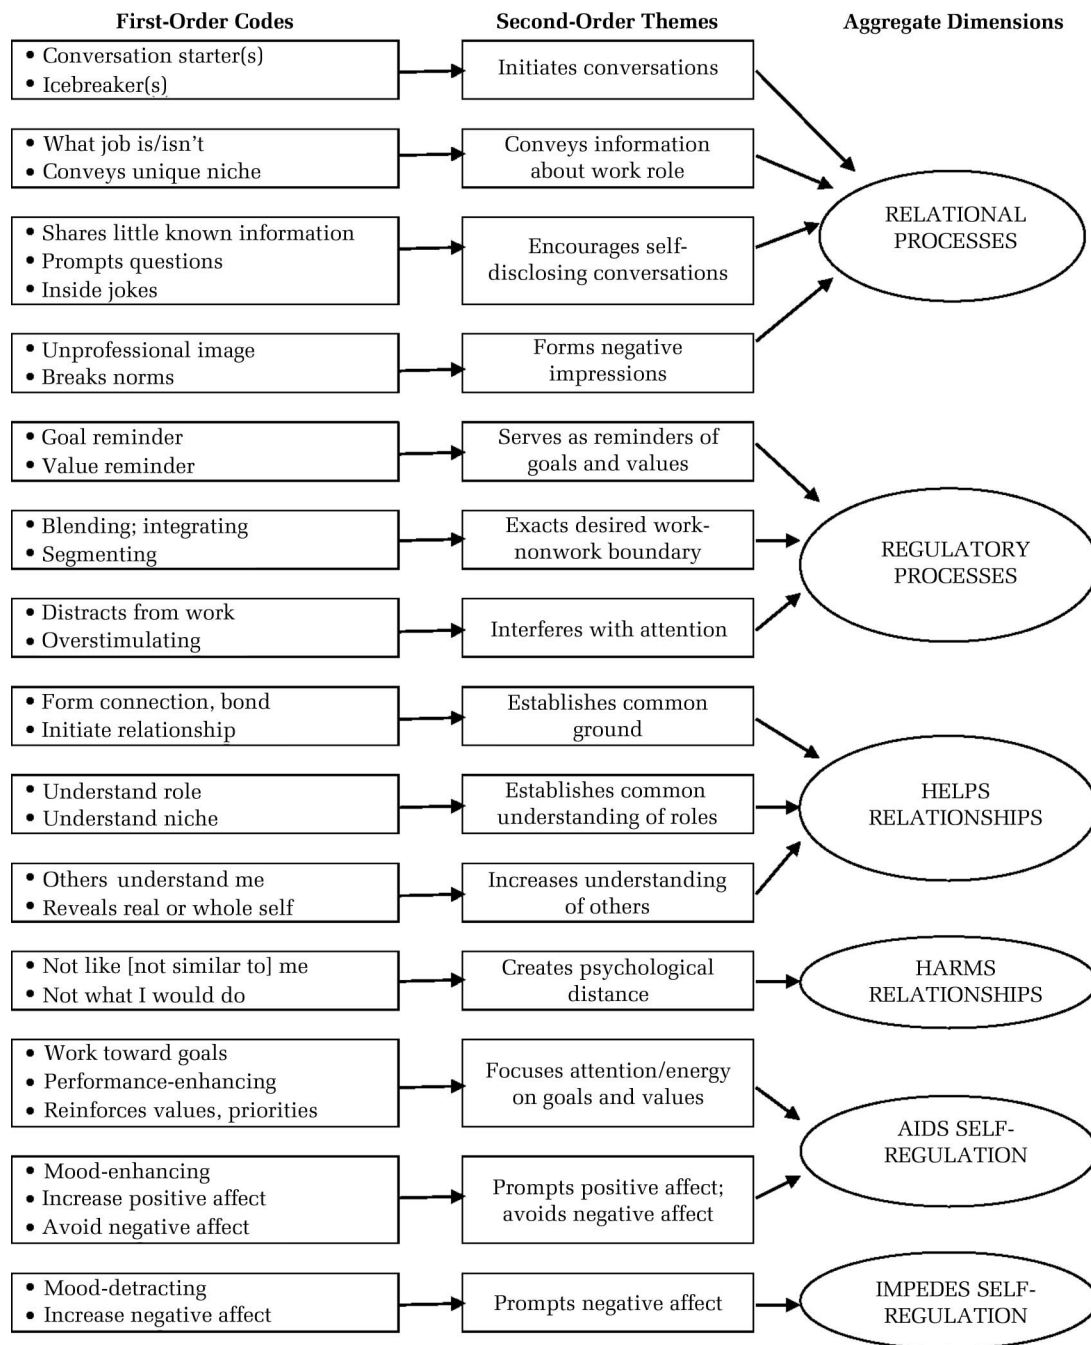 First-Order Codes
Second-Order Themes
Aggregate Dimensions
• Conversation starter(s)
• Icebreaker(s)
Initiates conversations
• What job is/isn't
• Conveys unique niche
Conveys information
about work role
• Shares little known information
• Prompts questions
• Inside jokes
Encourages self-
disclosing conversations
• Unprofessional image
• Breaks norms
Forms negative
impressions
RELATIONAL
PROCESSES
• Goal reminder
• Value reminder
Serves as reminders of
goals and values
• Blending; integrating
• Segmenting
Exacts desired work-
nonwork boundary
• Distracts from work
• Overstimulating
Interferes with attention
REGULATORY
PROCESSES
• Form connection, bond
• Initiate relationship
Establishes common
ground
• Understand role
• Understand niche
Establishes common
understanding of roles
• Others understand me
• Reveals real or whole self
Increases understanding
of others
HELPS
RELATIONSHIPS
• Not like [not similar to] me
• Not what I would do
Creates psychological
distance
HARMS
RELATIONSHIPS
• Work toward goals
• Performance-enhancing
• Reinforces values, priorities
Focuses attention/energy
on goals and values
• Mood-enhancing
• Increase positive affect
• Avoid negative affect
Prompts positive affect;
avoids negative affect
AIDS SELF-
REGULATION
• Mood-detracting
• Increase negative affect
Prompts negative affect
IMPEDES SELF-
REGULATION